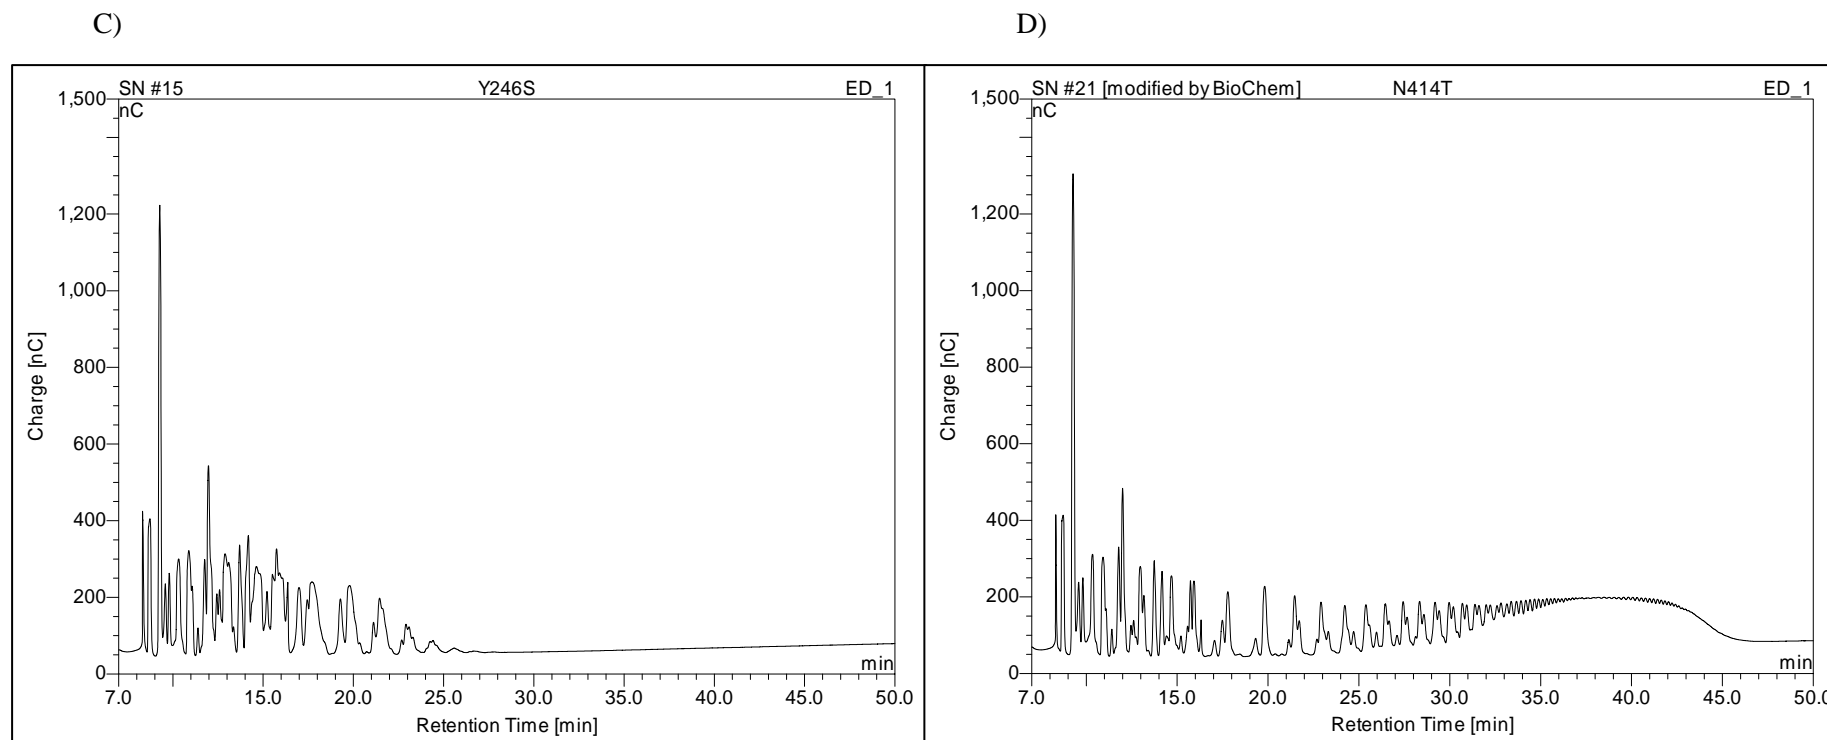 C)
D)
SN #15 Y246S ED_1
1,500
nC
1,200
1,000
800
600
400
200
0
Charge [nC]
min
7.0 15.0 20.0 25.0 30.0 35.0 40.0 45.0 50.0
Retention Time [min]
SN #21 [modified by BioChem] N414T ED_1
1,500
nC
1,200
1,000
800
600
400
200
0
Charge [nC]
min
7.0 15.0 20.0 25.0 30.0 35.0 40.0 45.0 50.0
Retention Time [min]